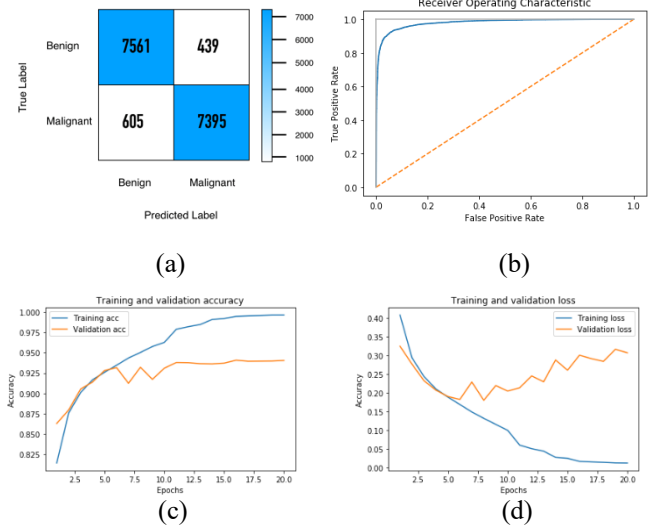 7561
439
605
7395
Benign
Malignant
True Label
Benign
Malignant
Predicted Label
7000
6000
5000
4000
3000
2000
1000
(a)
Receiver Operating Characteristic
1.0
0.8
0.6
0.4
0.2
0.0
True Positive Rate
0.0 0.2 0.4 0.6 0.8 1.0
False Positive Rate
(b)
Training and validation accuracy
Training acc
Validation acc
1.000
0.975
0.950
0.925
0.900
0.875
0.850
0.825
Accuracy
2.5 5.0 7.5 10.0 12.5 15.0 17.5 20.0
Epochs
(c)
Training and validation loss
Training loss
Validation loss
0.40
0.35
0.30
0.25
0.20
0.15
0.10
0.05
0.00
Accuracy
2.5 5.0 7.5 10.0 12.5 15.0 17.5 20.0
Epochs
(d)